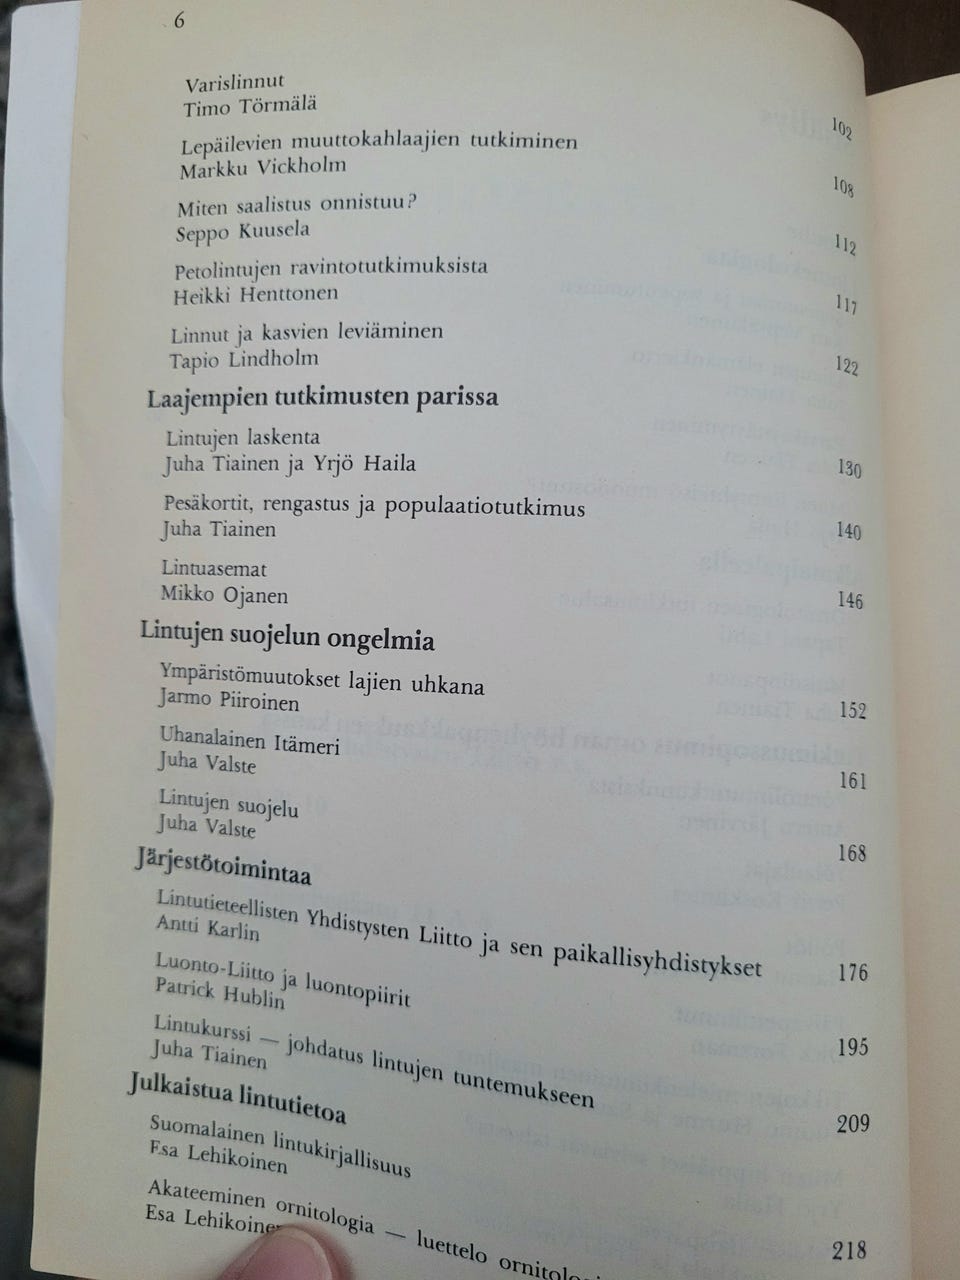 6
Varislinnut
Timo Törmälä 102
Lepäilevien muuttokahlaajien tutkiminen
Markku Vickholm 108
Miten saalistus onnistuu?
Seppo Kuusela 112
Petolintujen ravintotutkimuksista
Heikki Henttonen 117
Linnut ja kasvien leviäminen
Tapio Lindholm 122
Laajempien tutkimusten parissa
Lintujen laskenta
Juha Tiainen ja Yrjö Haila 130
Pesäkortit, rengastus ja populaatiotutkimus
Juha Tiainen 140
Lintuasemat
Mikko Ojanen 146
Lintujen suojelun ongelmia
Ympäristömuutokset lajien uhkana
Jarmo Piiroinen 152
Uhanalainen Itämeri
Juha Valste 161
Lintujen suojelu
Juha Valste 168
Järjestötoimintaa
Lintutieteellisten Yhdistysten Liitto ja sen paikallisyhdistykset
Antti Karlin 176
Luonto-Liitto ja luontopiirit
Patrick Hublin 195
Lintukurssi — johdatus lintujen tuntemukseen
Juha Tiainen 209
Julkaistua lintutietoa
Suomalainen lintukirjallisuus
Esa Lehikoinen 218
Akateeminen ornitologia — luettelo
Esa